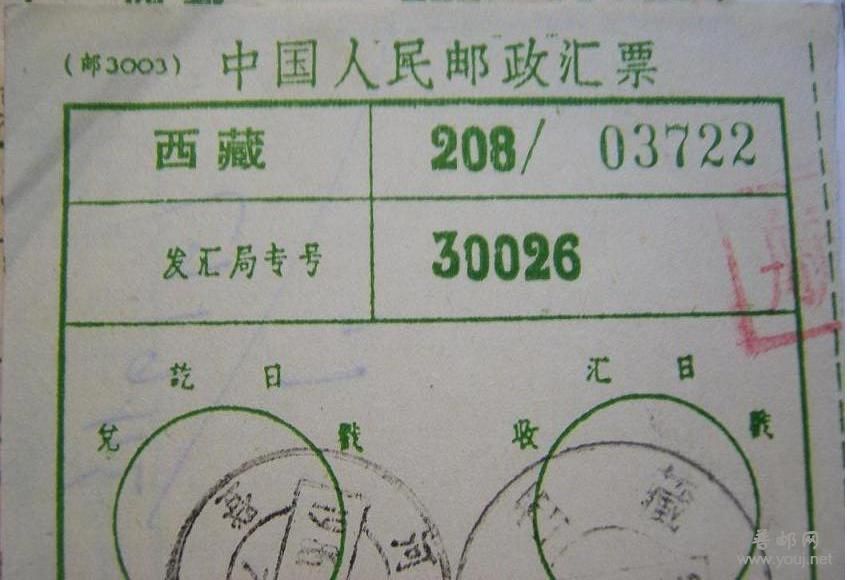 (邮3003) 中国人民邮政汇票
西藏 208/ 03722
发汇局专号 30026
兑讫日戳 收汇日戳
普邮网
www.youj.net